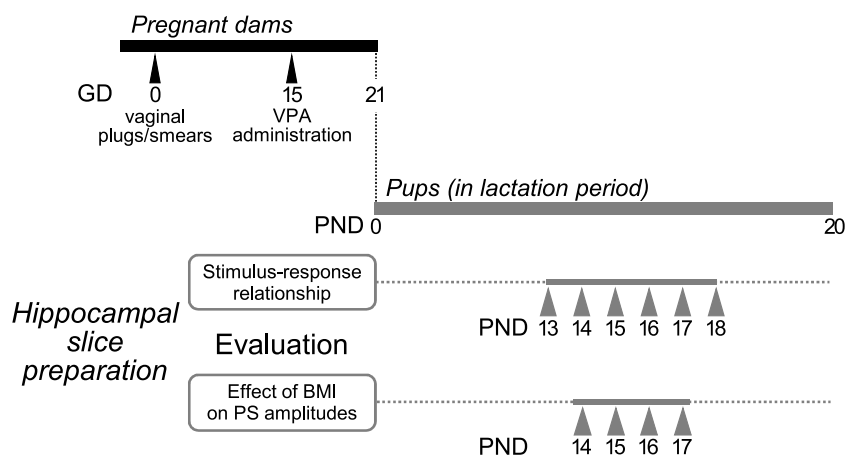 Pregnant dams
GD 0 15 21
vaginal plugs/smears
VPA administration
Pups (in lactation period)
PND 0 20
Stimulus-response
relationship
PND 13 14 15 16 17 18
Hippocampal
slice
preparation
Evaluation
Effect of BMI
on PS amplitudes
PND 14 15 16 17